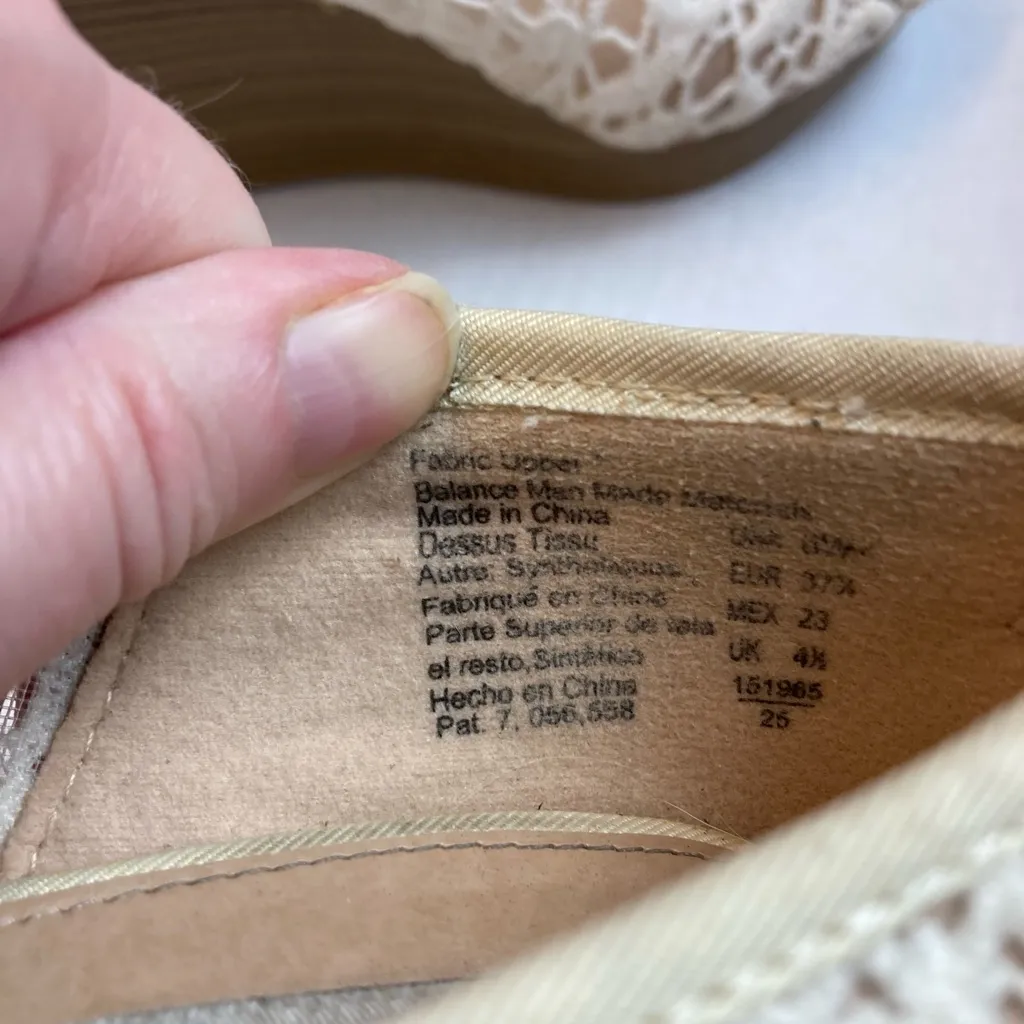 Fabric Upper
Balance Man Made Materials
Made in China
Dessus Tissu
Autre, Synthetiques
Fabriqué en Chine
Parte Superior de tela
el resto, Sintético
Hecho en China
Pat. 7, 056,558
EUR 37½
MEX 23
UK 4½
151965
25